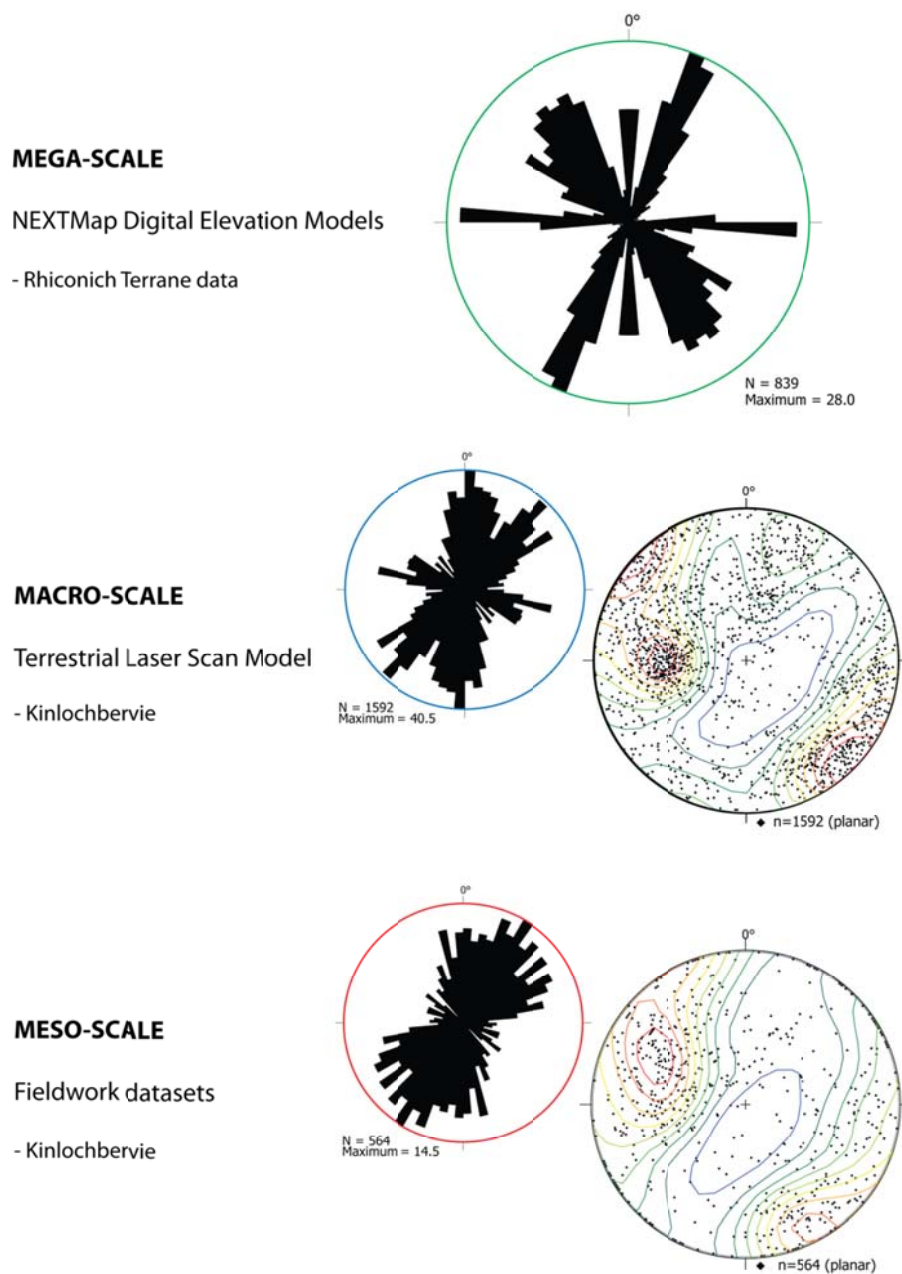 0°
MEGA-SCALE
NEXTMap Digital Elevation Models
- Rhiconich Terrane data
N = 839
Maximum = 28.0
0°
0°
MACRO-SCALE
Terrestrial Laser Scan Model
- Kinlochbervie
N = 1592
Maximum = 40.5
n=1592 (planar)
0°
0°
MESO-SCALE
Fieldwork datasets
- Kinlochbervie
N = 564
Maximum = 14.5
n=564 (planar)